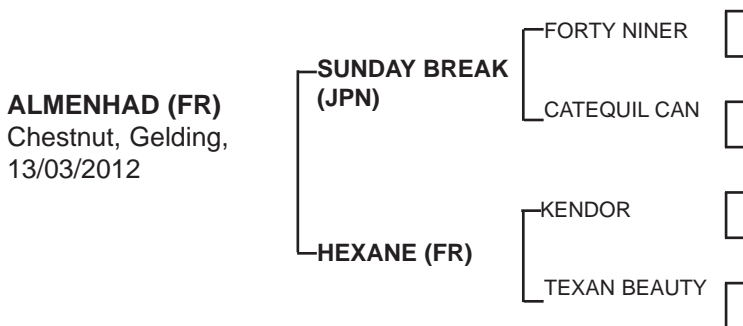 FORTY NINER
SUNDAY BREAK
(JPN)
CATEQUIL CAN
ALMENHAD (FR)
Chestnut, Gelding,
13/03/2012
KENDOR
HEXANE (FR)
TEXAN BEAUTY